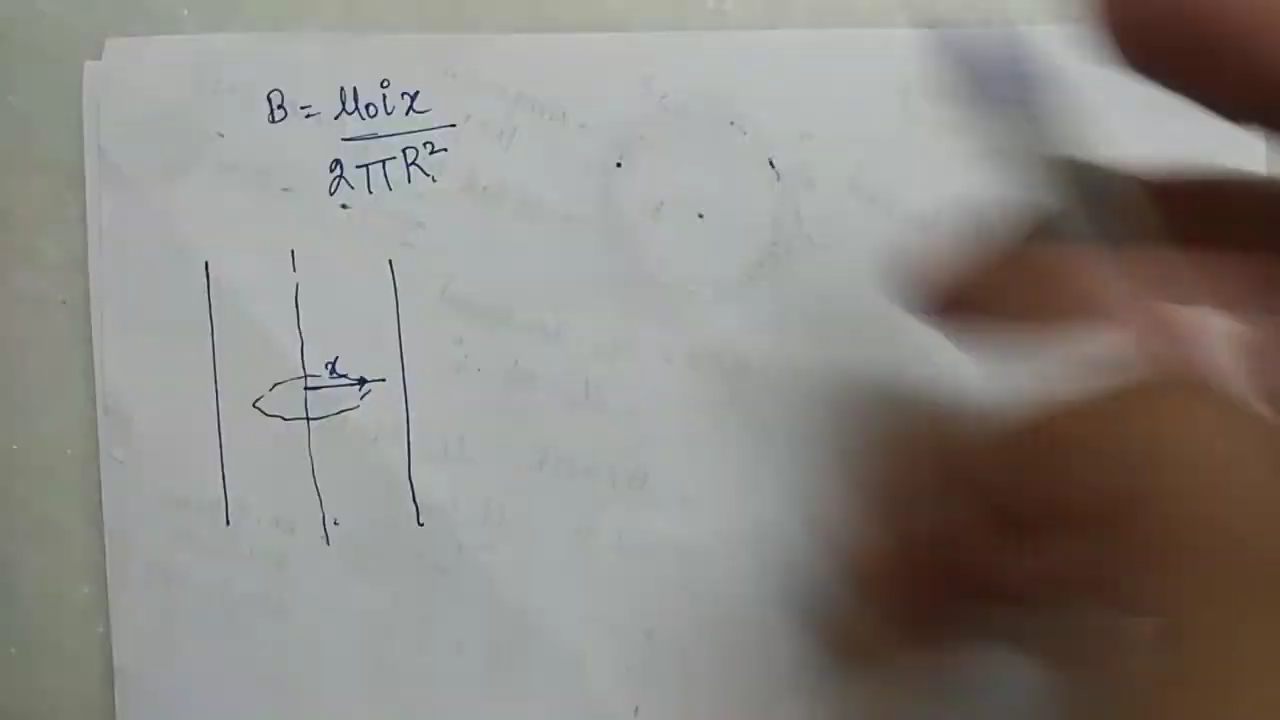 B = μ₀ix
2πR²
x